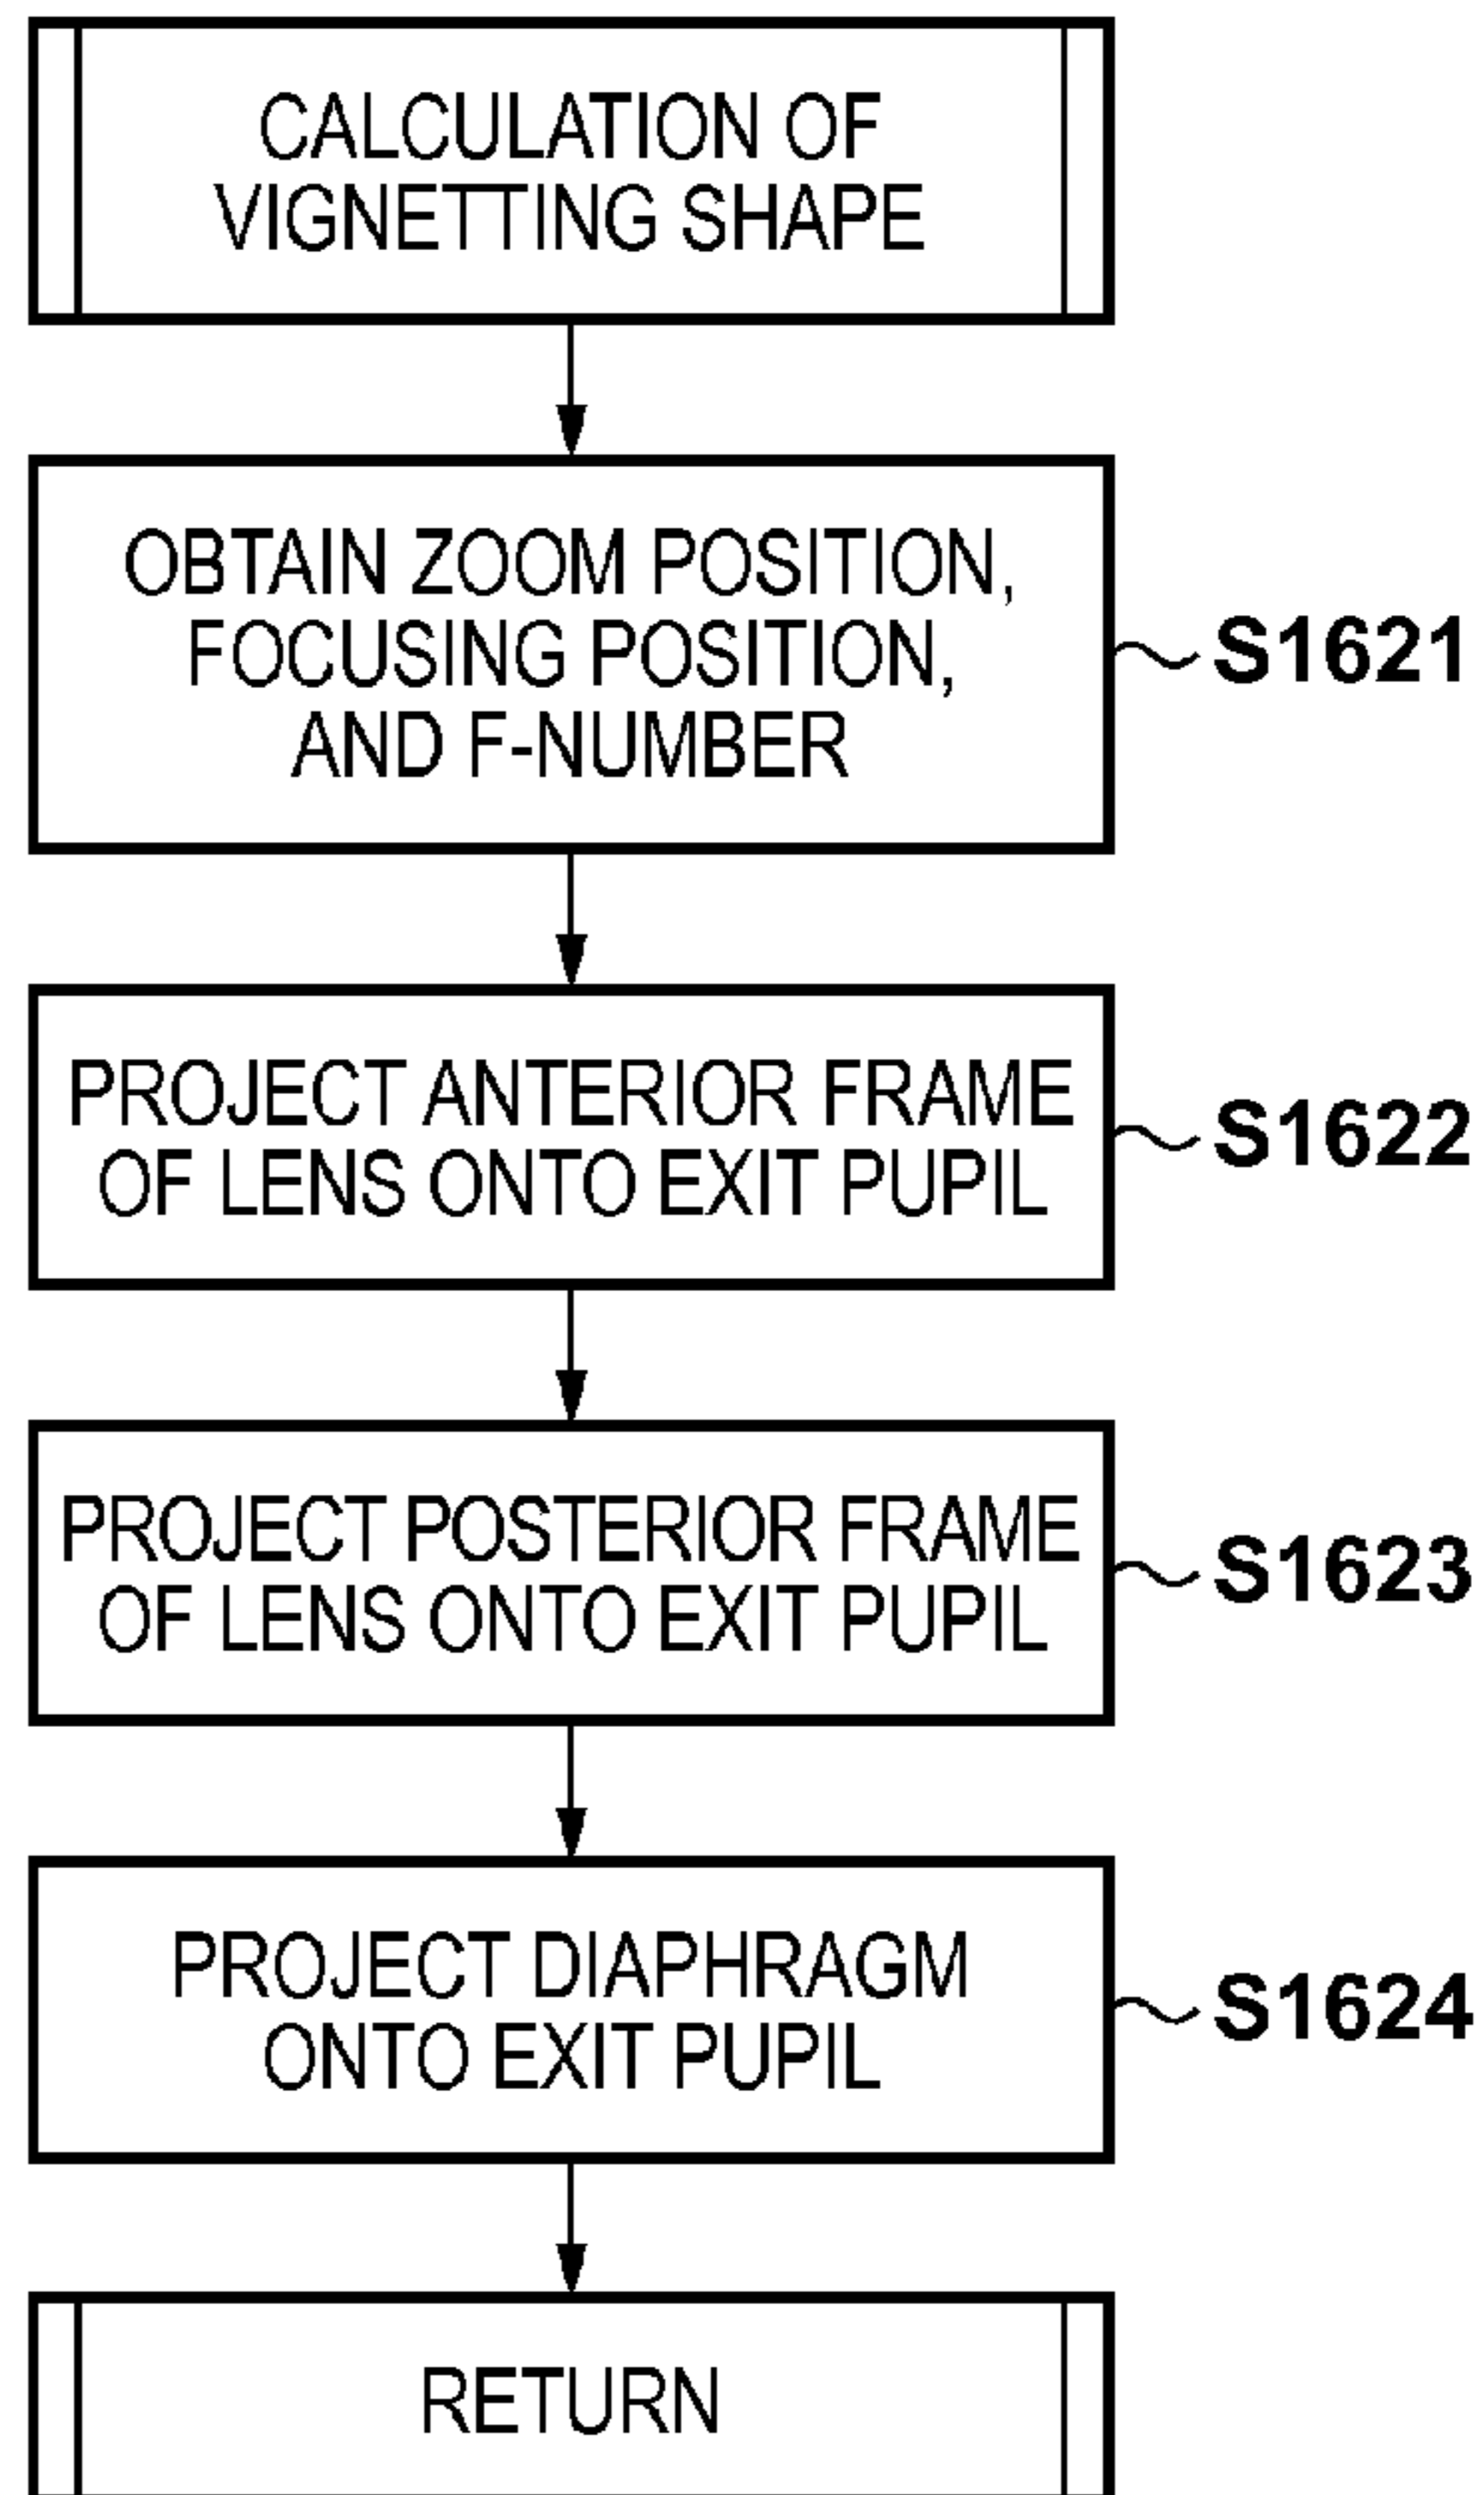 CALCULATION OF
VIGNETTING SHAPE
OBTAIN ZOOM POSITION,
FOCUSING POSITION,
AND F-NUMBER
S1621
PROJECT ANTERIOR FRAME
OF LENS ONTO EXIT PUPIL
S1622
PROJECT POSTERIOR FRAME
OF LENS ONTO EXIT PUPIL
S1623
PROJECT DIAPHRAGM
ONTO EXIT PUPIL
S1624
RETURN